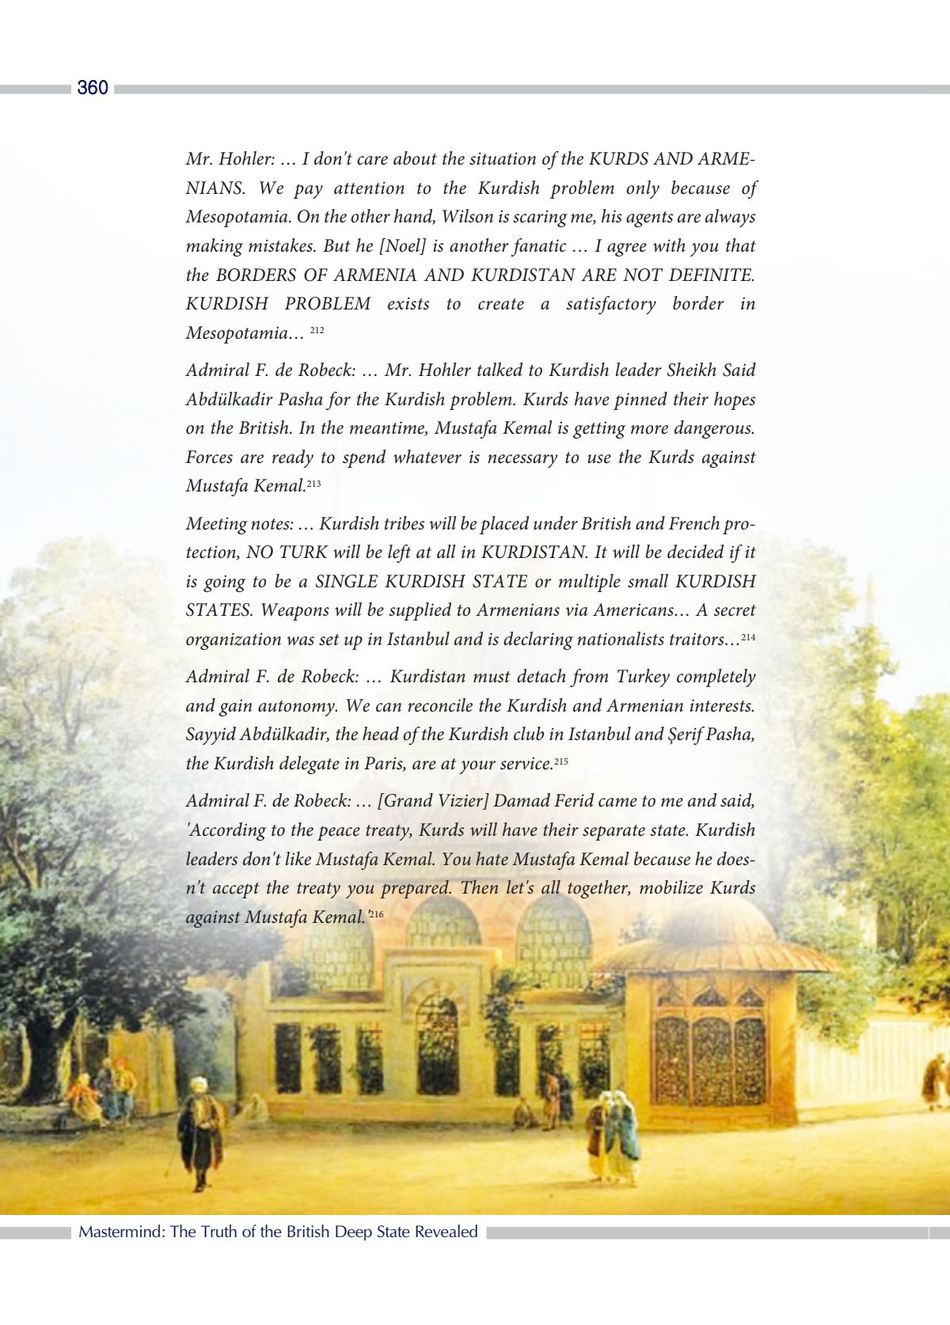 360
Mr. Hohler: … I don't care about the situation of the KURDS AND ARME-
NIANS. We pay attention to the Kurdish problem only because of
Mesopotamia. On the other hand, Wilson is scaring me, his agents are always
making mistakes. But he [Noel] is another fanatic … I agree with you that
the BORDERS OF ARMENIA AND KURDISTAN ARE NOT DEFINITE.
KURDISH PROBLEM exists to create a satisfactory border in
Mesopotamia… 212
Admiral F. de Robeck: … Mr. Hohler talked to Kurdish leader Sheikh Said
Abdülkadir Pasha for the Kurdish problem. Kurds have pinned their hopes
on the British. In the meantime, Mustafa Kemal is getting more dangerous.
Forces are ready to spend whatever is necessary to use the Kurds against
Mustafa Kemal.213
Meeting notes: … Kurdish tribes will be placed under British and French pro-
tection, NO TURK will be left at all in KURDISTAN. It will be decided if it
is going to be a SINGLE KURDISH STATE or multiple small KURDISH
STATES. Weapons will be supplied to Armenians via Americans… A secret
organization was set up in Istanbul and is declaring nationalists traitors…214
Admiral F. de Robeck: … Kurdistan must detach from Turkey completely
and gain autonomy. We can reconcile the Kurdish and Armenian interests.
Sayyid Abdülkadir, the head of the Kurdish club in Istanbul and Şerif Pasha,
the Kurdish delegate in Paris, are at your service.215
Admiral F. de Robeck: … [Grand Vizier] Damad Ferid came to me and said,
'According to the peace treaty, Kurds will have their separate state. Kurdish
leaders don't like Mustafa Kemal. You hate Mustafa Kemal because he does-
n't accept the treaty you prepared. Then let's all together, mobilize Kurds
against Mustafa Kemal.'216
Mastermind: The Truth of the British Deep State Revealed